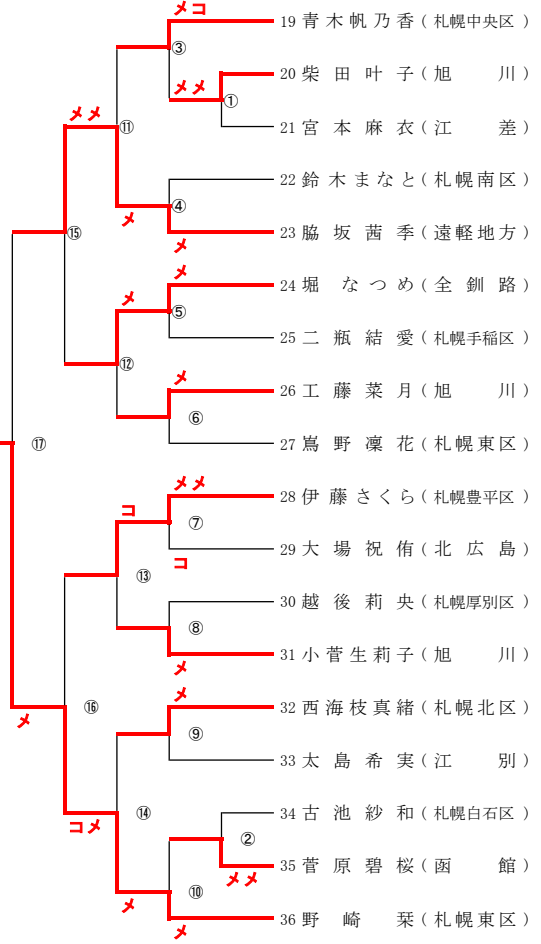 メコ
19 青木帆乃香（札幌中央区）
③
20 柴田叶子（旭川）
メメ
①
メメ
⑪
21 宮本麻衣（江差）
22 鈴木まなと（札幌南区）
④
メ
⑮
23 脇坂茜季（遠軽地方）
メ
メ
24 堀なつめ（全釧路）
メ
⑤
25 二瓶結愛（札幌手稲区）
⑫
メ
26 工藤菜月（旭川）
⑥
⑰
27 嶌野凜花（札幌東区）
メメ
28 伊藤さくら（札幌豊平区）
コ
⑦
29 大場祝侑（北広島）
コ
⑬
30 越後莉央（札幌厚別区）
⑧
31 小菅生莉子（旭川）
メ
メ
32 西海枝真緒（札幌北区）
⑯
メ
⑨
33 太島希実（江別）
⑭
34 古池紗和（札幌白石区）
コメ
②
35 菅原碧桜（函館）
メメ
⑩
メ
36 野崎栞（札幌東区）
メ